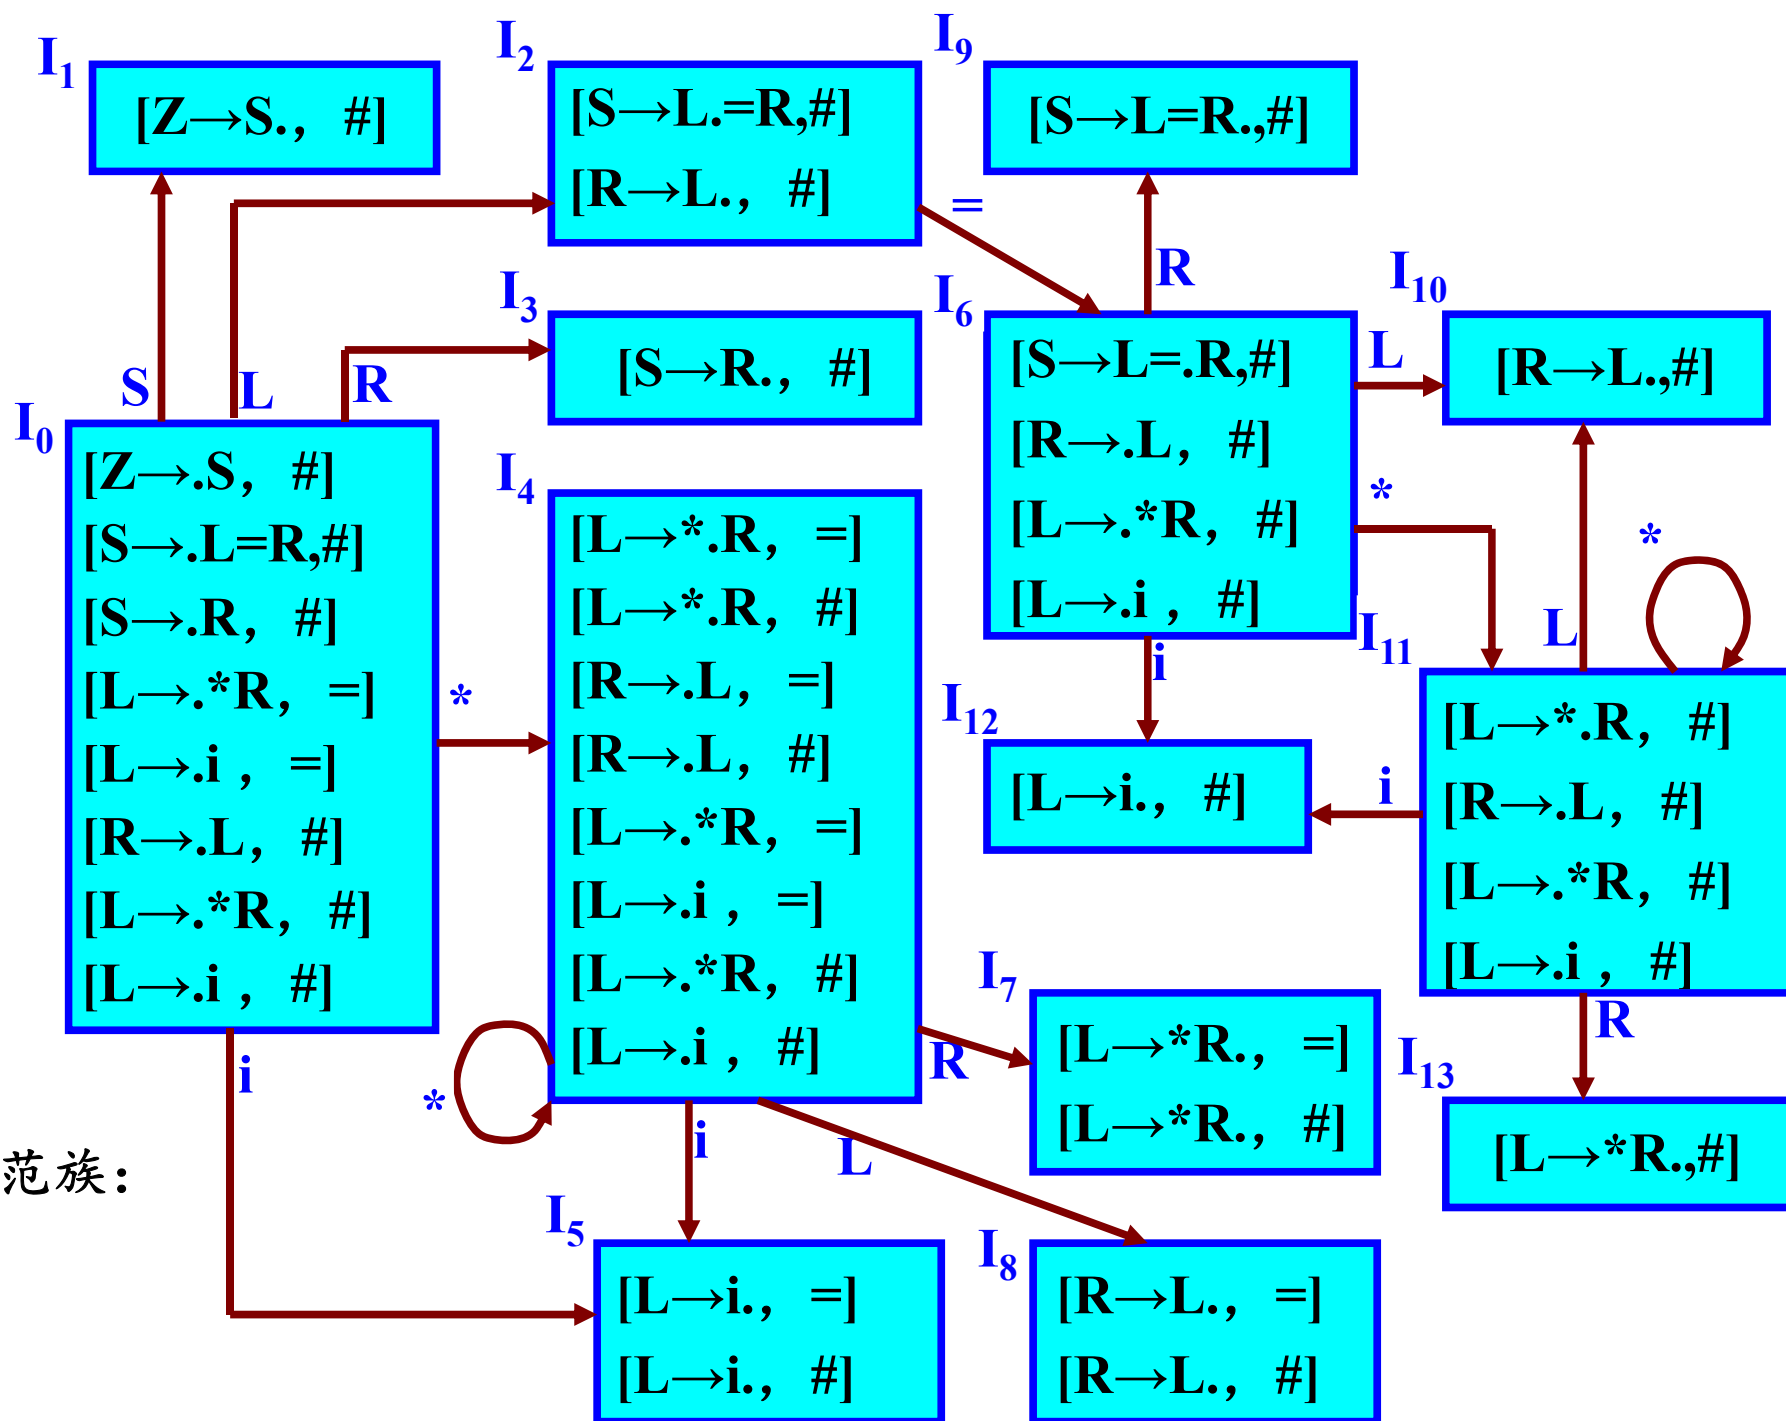 I1
[Z→S., #]
I2
[S→L.=R,#]
[R→L., #]
I9
[S→L=R.,#]
=
R
I3
[S→R., #]
I6
[S→L=.R,#]
[R→.L, #]
[L→.*R, #]
[L→.i , #]
L
I10
[R→L.,#]
*
S
L
R
I0
[Z→.S, #]
[S→.L=R,#]
[S→.R, #]
[L→.*R, =]
[L→.i , =]
[R→.L, #]
[L→.*R, #]
[L→.i , #]
*
I4
[L→*.R, =]
[L→*.R, #]
[R→.L, =]
[R→.L, #]
[L→.*R, =]
[L→.i , =]
[L→.*R, #]
[L→.i , #]
i
I12
[L→i., #]
i
L
*
I11
[L→*.R, #]
[R→.L, #]
[L→.*R, #]
[L→.i , #]
R
I13
[L→*R.,#]
R
I7
[L→*R., =]
[L→*R., #]
i
*
i
L
范族:
I5
[L→i., =]
[L→i., #]
I8
[R→L., =]
[R→L., #]